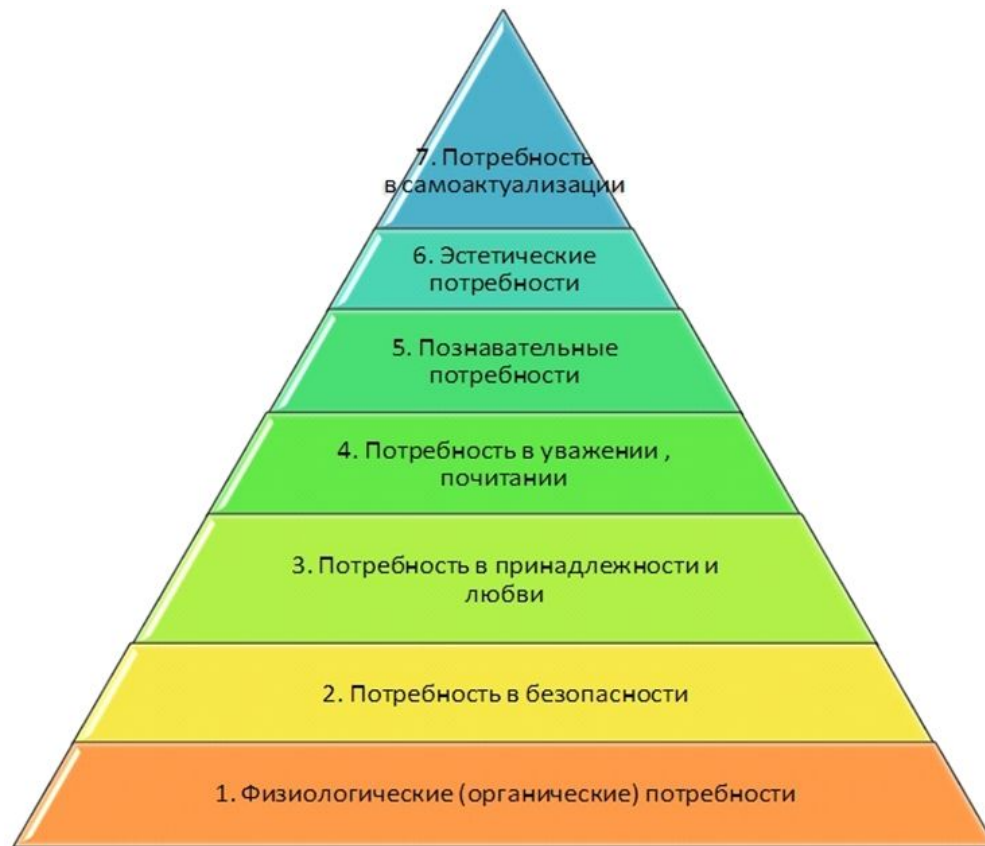 7. Потребность
в самоактуализации
6. Эстетические
потребности
5. Познавательные
потребности
4. Потребность в уважении ,
почитании
3. Потребность в принадлежности и
любви
2. Потребность в безопасности
1. Физиологические (органические) потребности